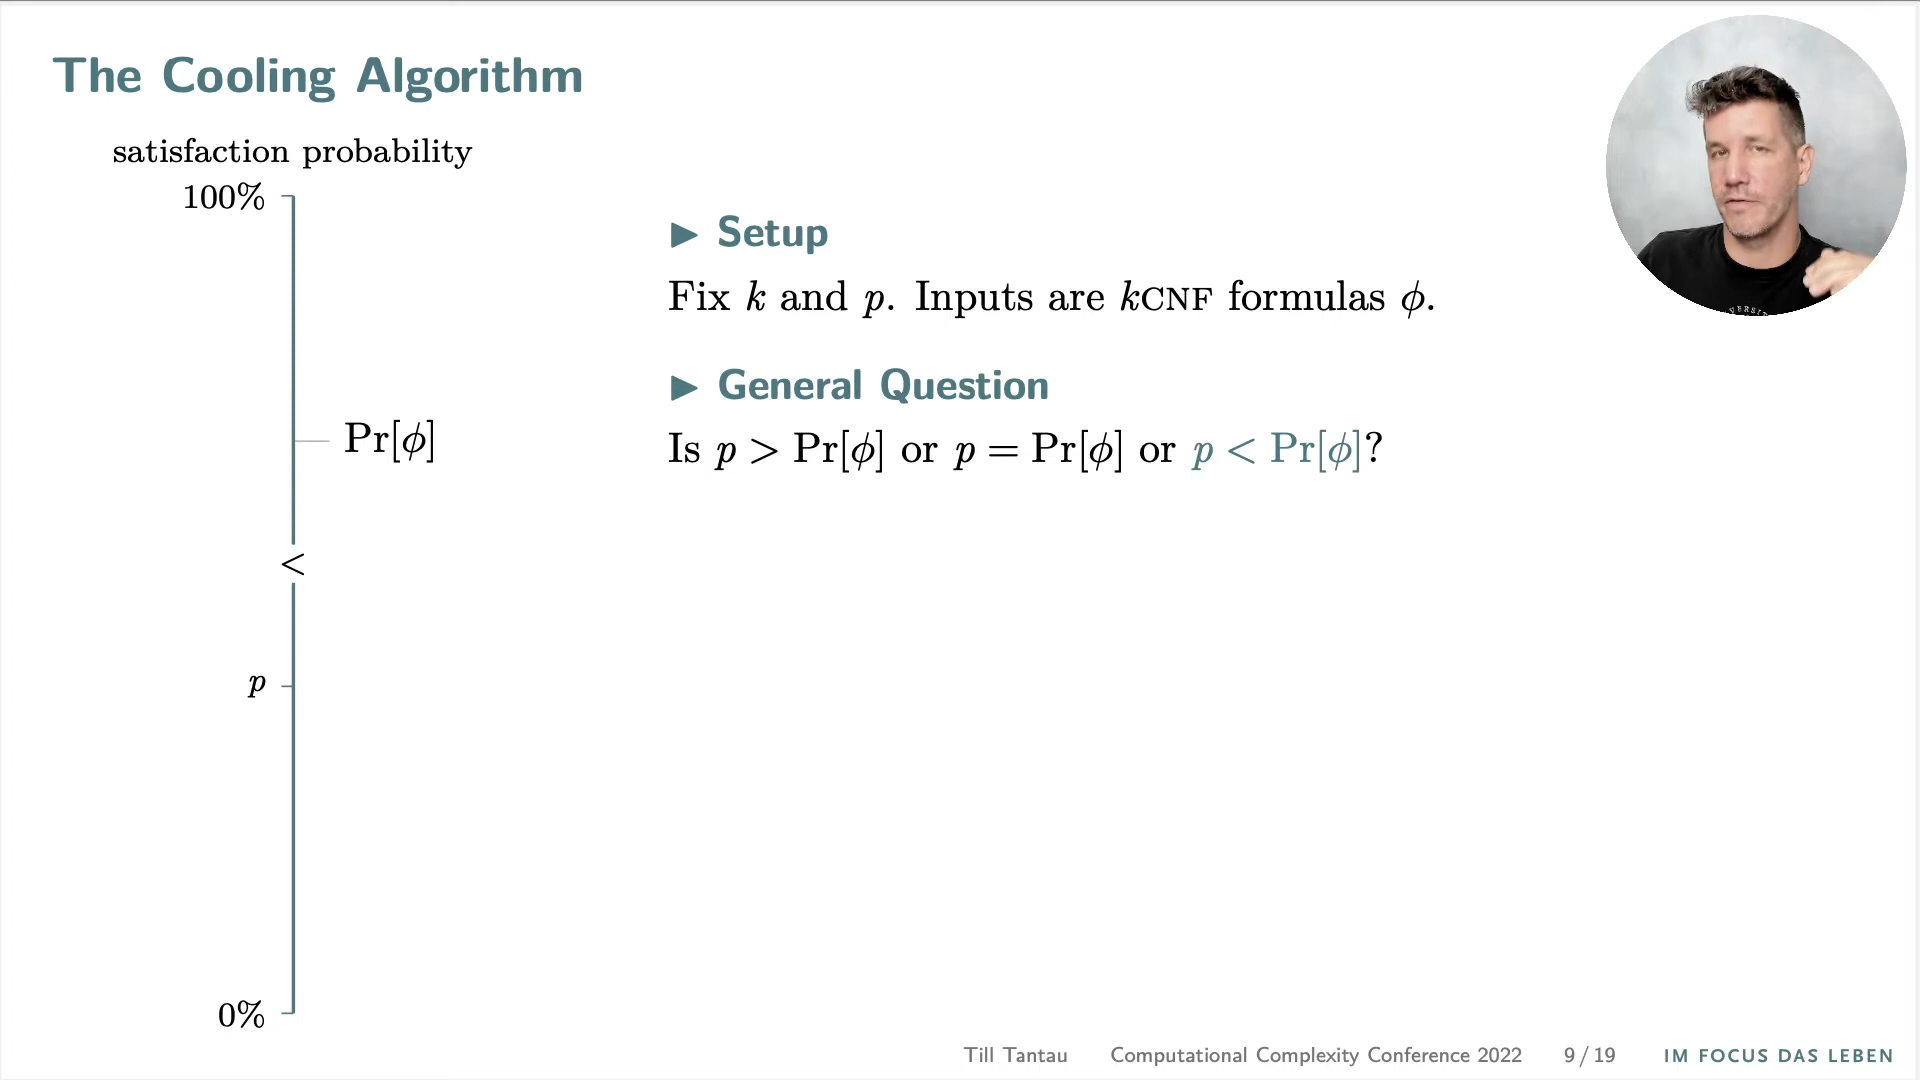 The Cooling Algorithm
satisfaction probability
100%
Pr[ϕ]
<
p
0%
▶ Setup
Fix k and p. Inputs are kCNF formulas ϕ.
▶ General Question
Is p > Pr[ϕ] or p = Pr[ϕ] or p < Pr[ϕ]?
Till Tantau Computational Complexity Conference 2022 9 / 19 IM FOCUS DAS LEBEN